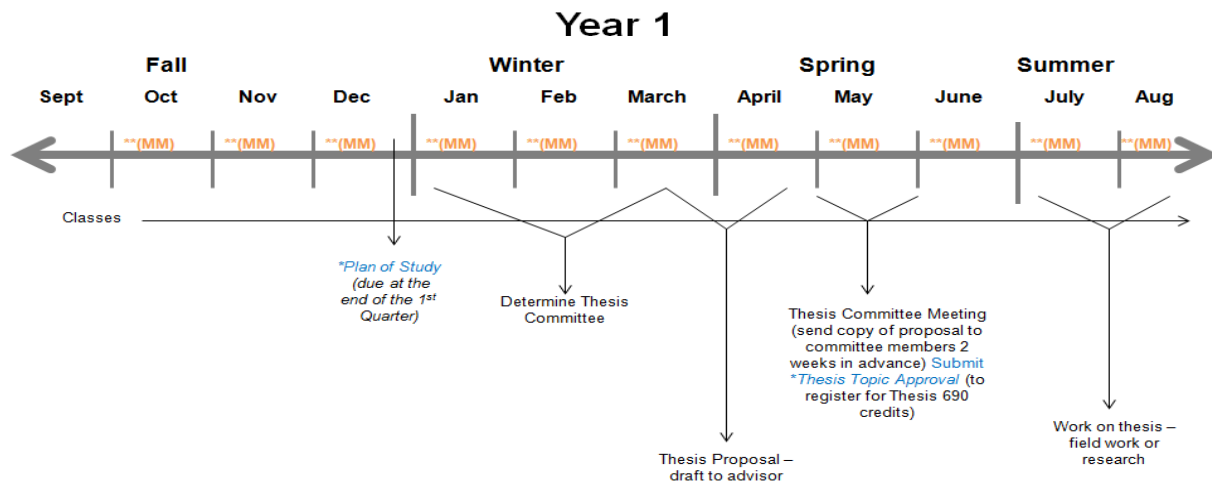 Year 1
Fall Winter Spring Summer
Sept Oct Nov Dec Jan Feb March April May June July Aug
**(MM) **(MM) **(MM) **(MM) **(MM) **(MM) **(MM) **(MM) **(MM) **(MM) **(MM)
Classes
*Plan of Study
(due at the
end of the 1st
Quarter)
Determine Thesis
Committee
Thesis Committee Meeting
(send copy of proposal to
committee members 2
weeks in advance) Submit
*Thesis Topic Approval (to
register for Thesis 690
credits)
Thesis Proposal –
draft to advisor
Work on thesis –
field work or
research